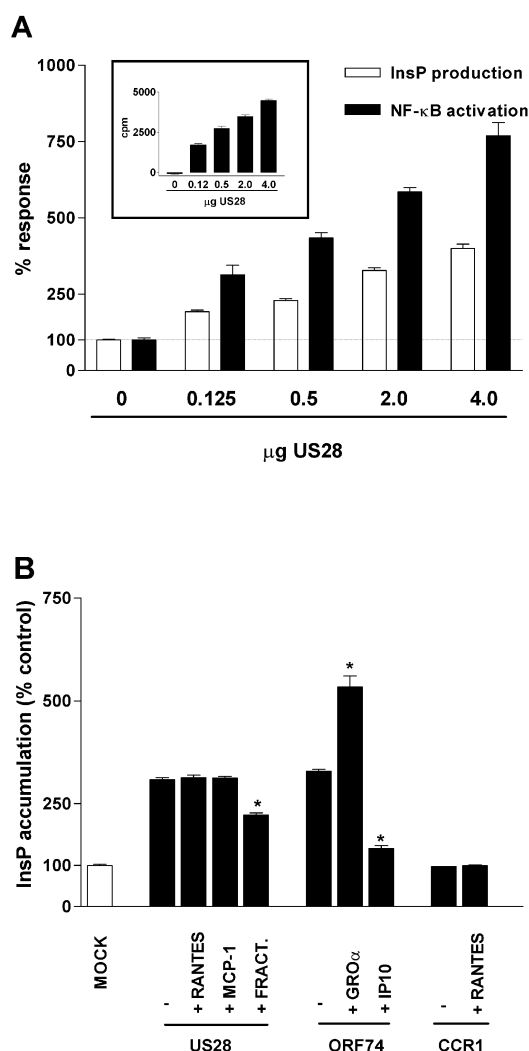 A
1000
750
500
250
100
0
% response
InsP production
NF-κB activation
5000
2500
0
cpm
0 0.12 0.5 2.0 4.0
μg US28
0 0.125 0.5 2.0 4.0
μg US28
B
750
500
250
100
0
InsP accumulation (% control)
*
*
*
MOCK
-
+ RANTES
+ MCP-1
+ FRACT.
-
+ GROα
+ IP10
-
+ RANTES
US28 ORF74 CCR1